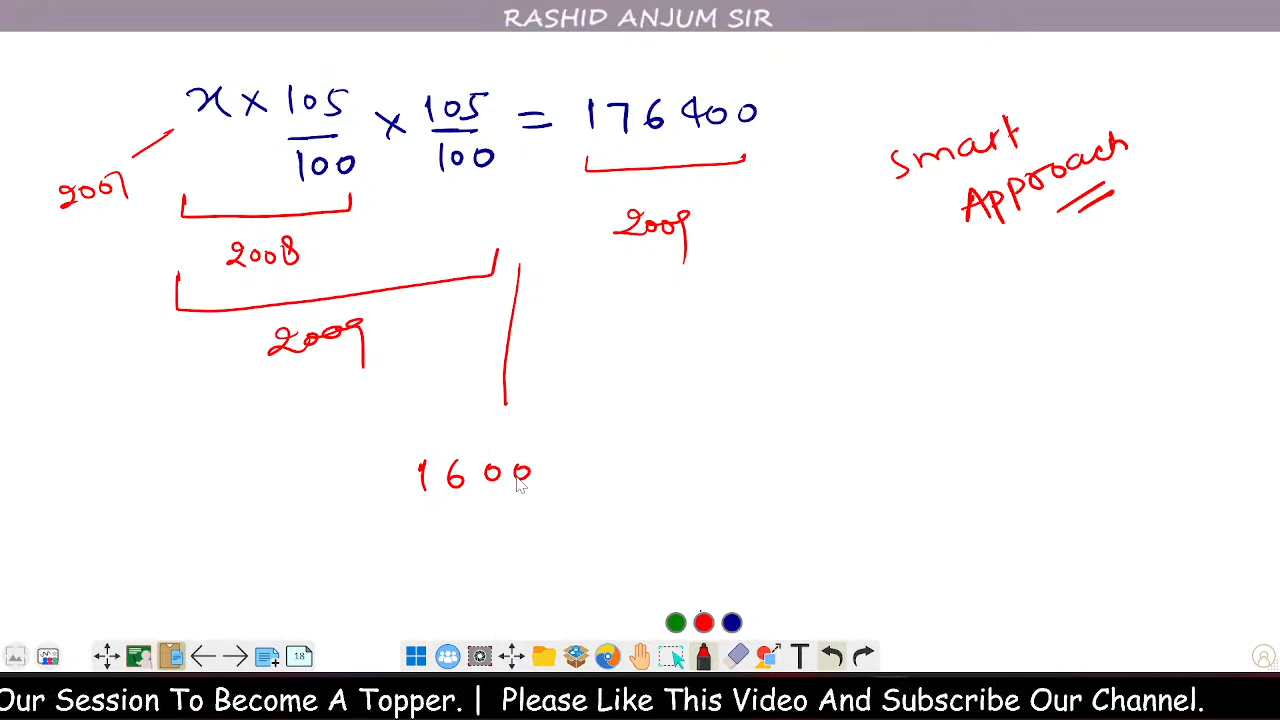 RASHID ANJUM SIR
x × 105/100 × 105/100 = 176400
Smart
Approach
2007
2008
2009
2009
1600
18
T
Our Session To Become A Topper. | Please Like This Video And Subscribe Our Channel.